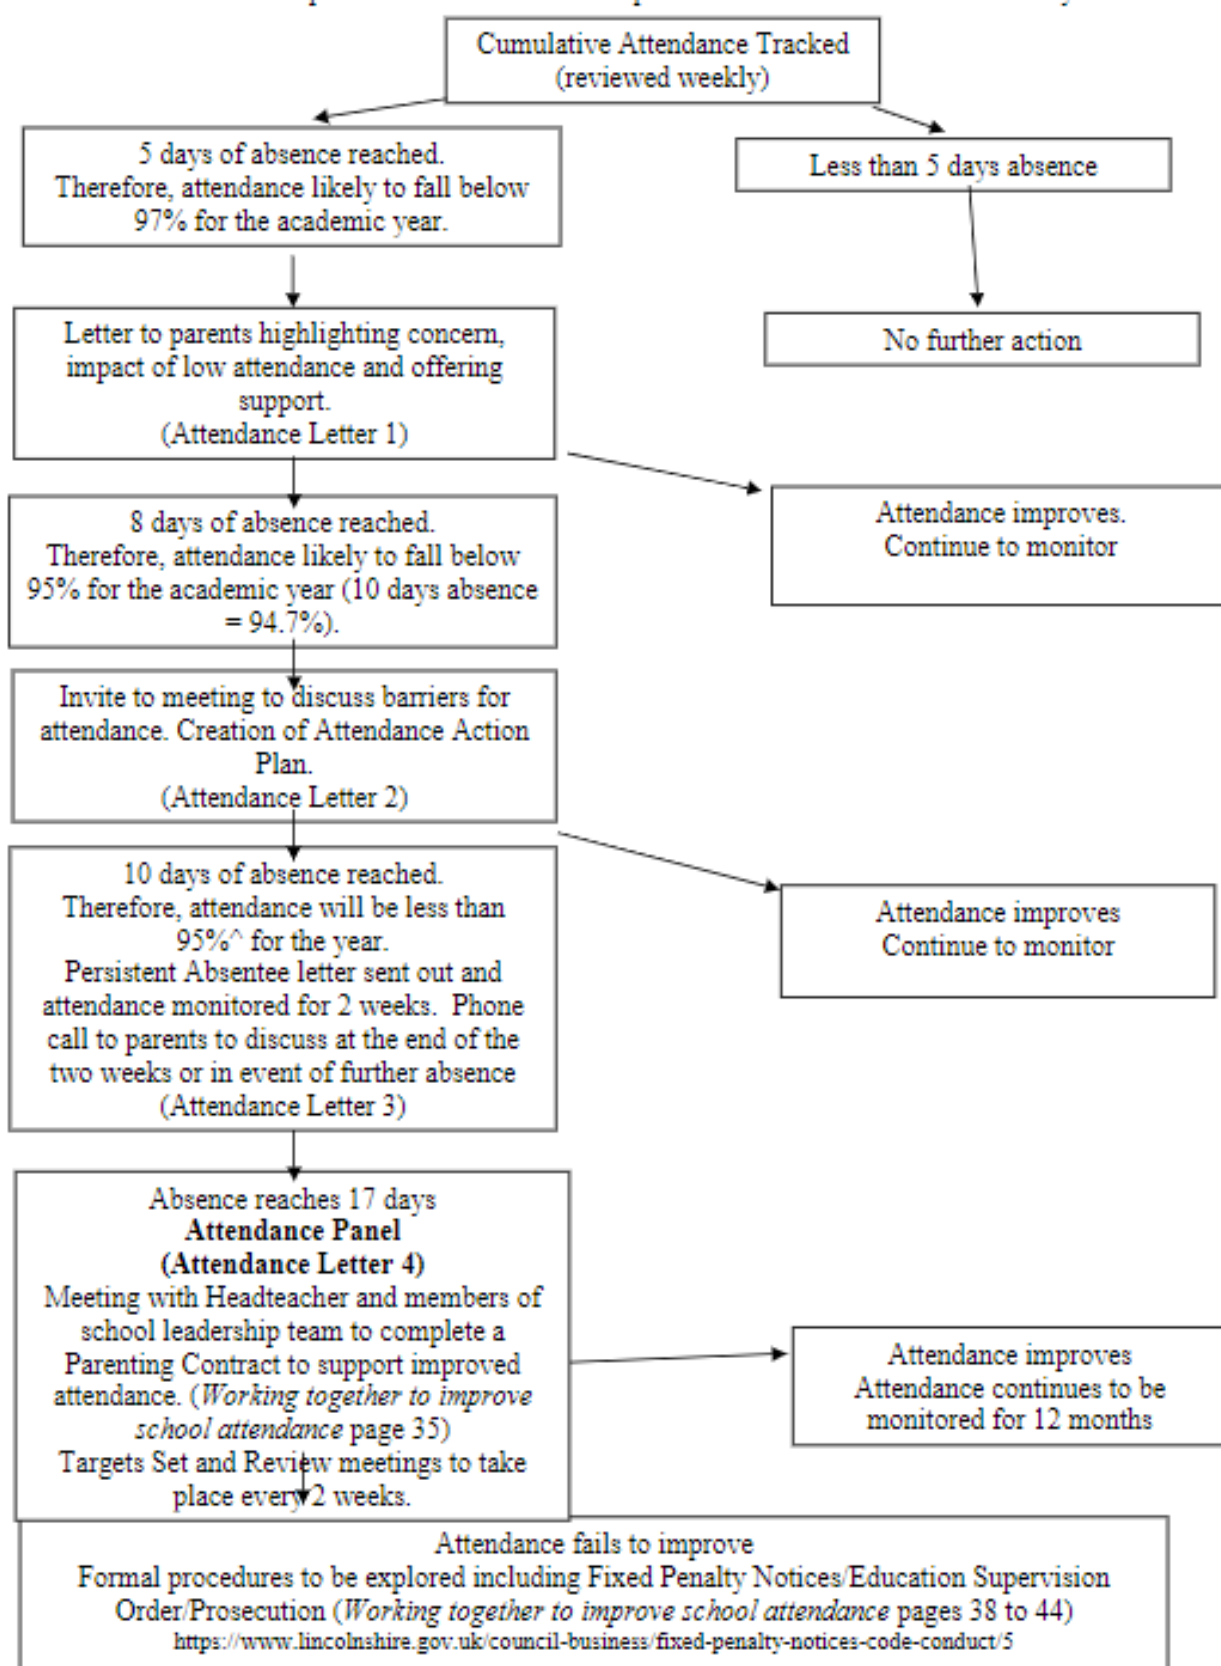 Cumulative Attendance Tracked
(reviewed weekly)
5 days of absence reached.
Therefore, attendance likely to fall below
97% for the academic year.
Less than 5 days absence
No further action
Letter to parents highlighting concern,
impact of low attendance and offering
support.
(Attendance Letter 1)
Attendance improves.
Continue to monitor
8 days of absence reached.
Therefore, attendance likely to fall below
95% for the academic year (10 days absence
= 94.7%).
Invite to meeting to discuss barriers for
attendance. Creation of Attendance Action
Plan.
(Attendance Letter 2)
Attendance improves
Continue to monitor
10 days of absence reached.
Therefore, attendance will be less than
95%^ for the year.
Persistent Absentee letter sent out and
attendance monitored for 2 weeks.  Phone
call to parents to discuss at the end of the
two weeks or in event of further absence
(Attendance Letter 3)
Absence reaches 17 days
Attendance Panel
(Attendance Letter 4)
Meeting with Headteacher and members of
school leadership team to complete a
Parenting Contract to support improved
attendance. (Working together to improve
school attendance page 35)
Targets Set and Review meetings to take
place every 2 weeks.
Attendance improves
Attendance continues to be
monitored for 12 months
Attendance fails to improve
Formal procedures to be explored including Fixed Penalty Notices/Education Supervision
Order/Prosecution (Working together to improve school attendance pages 38 to 44)
https://www.lincolnshire.gov.uk/council-business/fixed-penalty-notices-code-conduct/5